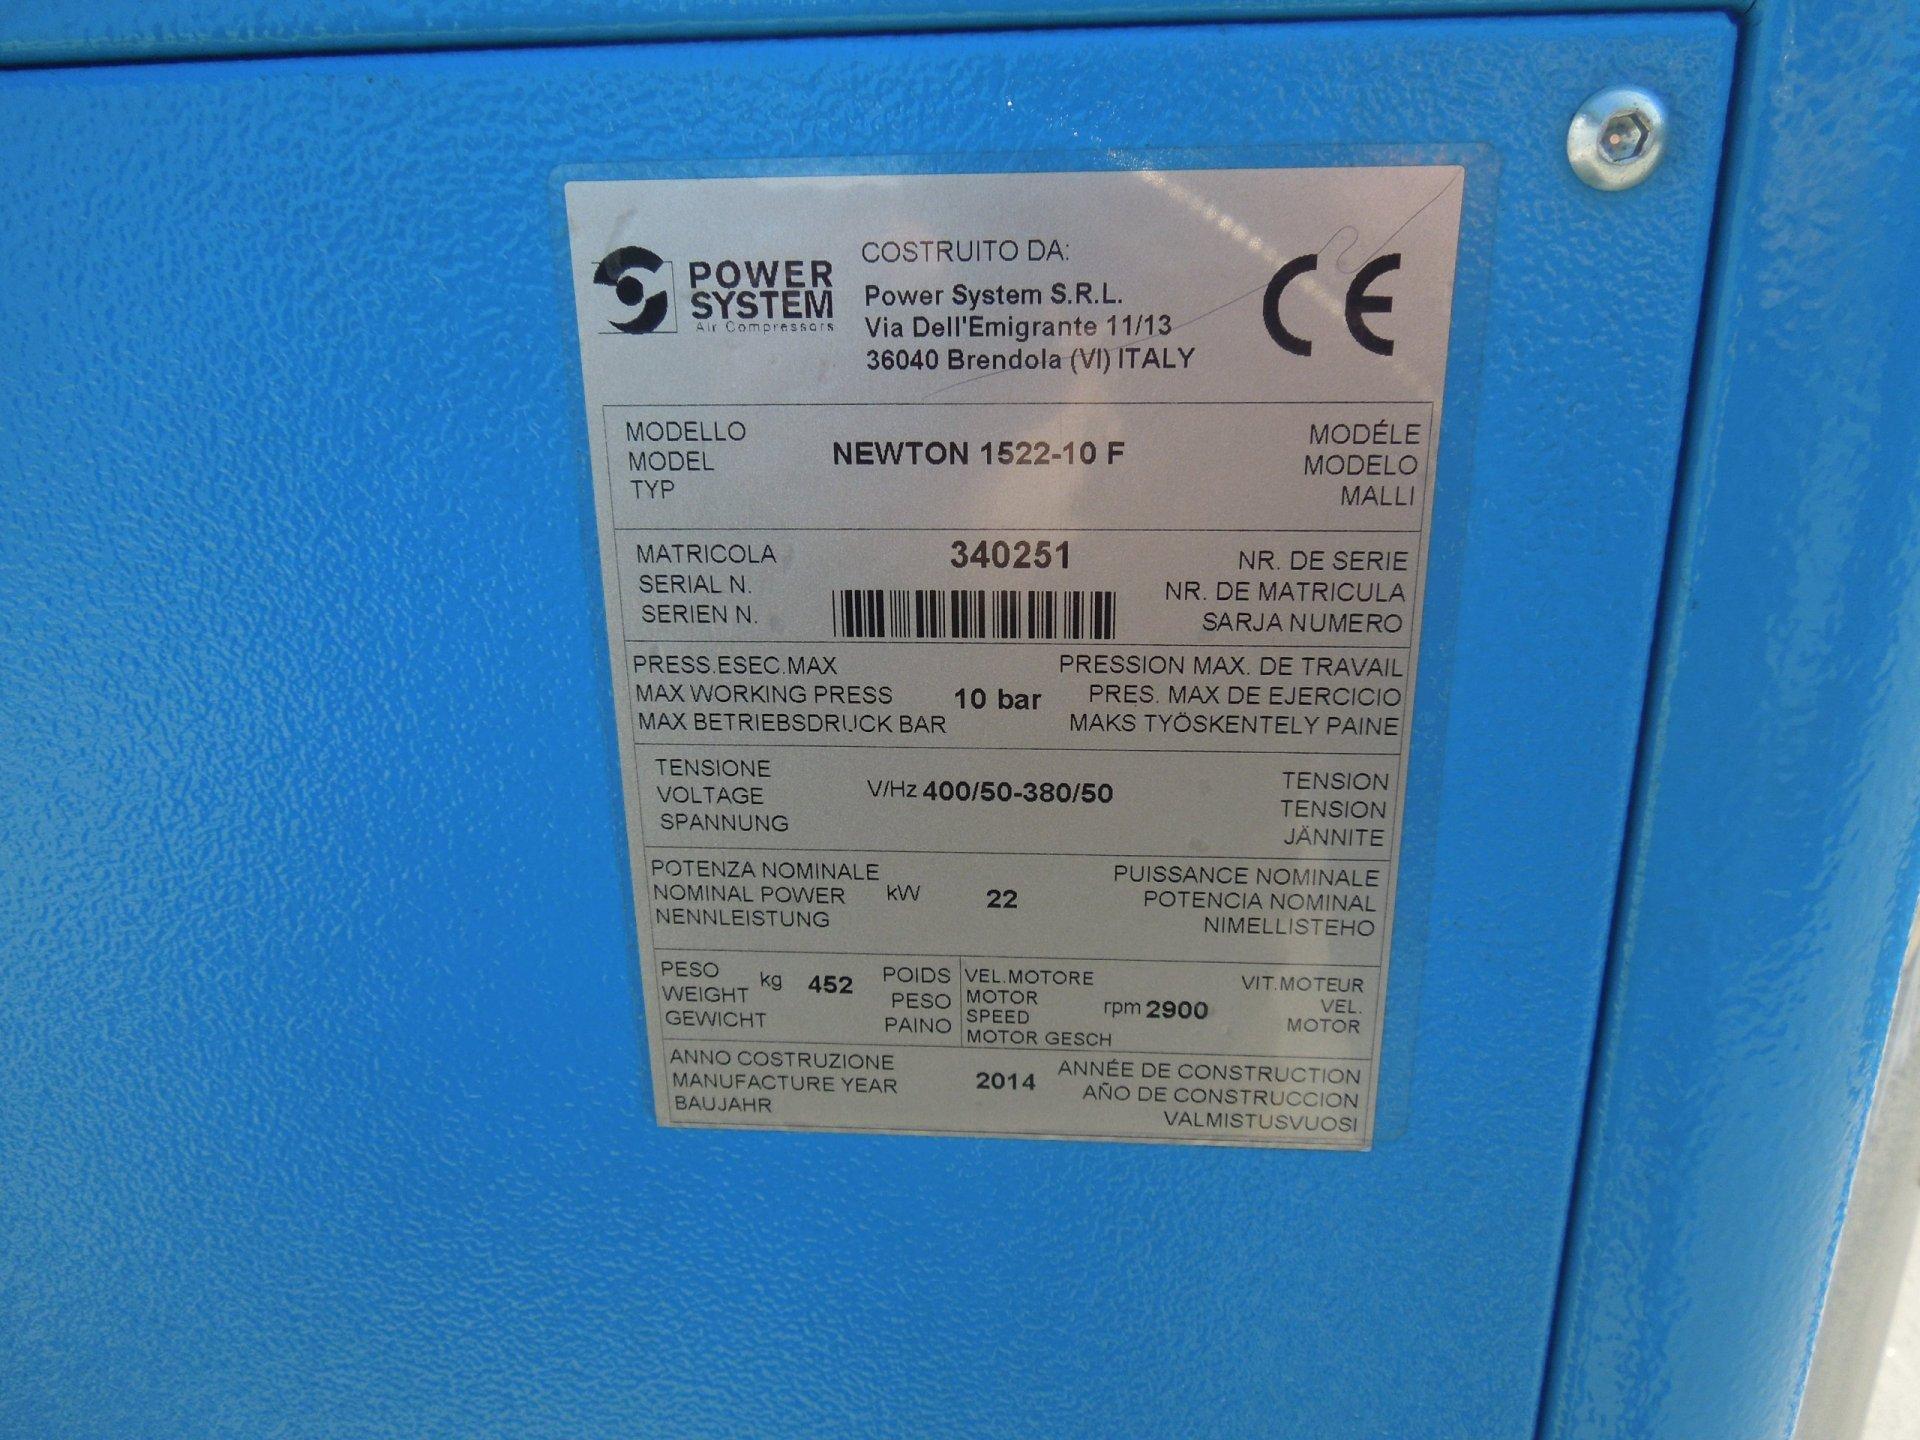 POWER
SYSTEM
Air Compressors
COSTRUITO DA:
Power System S.R.L.
Via Dell'Emigrante 11/13
36040 Brendola (VI) ITALY
CE
MODELLO
MODEL
TYP
NEWTON 1522-10 F
MODÉLE
MODELO
MALLI
MATRICOLA
SERIAL N.
SERIEN N.
340251
NR. DE SERIE
NR. DE MATRICULA
SARJA NUMERO
PRESS.ESEC.MAX
MAX WORKING PRESS
MAX BETRIEBSDRUCK BAR
10 bar
PRESSION MAX. DE TRAVAIL
PRES. MAX DE EJERCICIO
MAKS TYÖSKENTELY PAINE
TENSIONE
VOLTAGE
SPANNUNG
V/Hz 400/50-380/50
TENSION
TENSION
JÄNNITE
POTENZA NOMINALE
NOMINAL POWER
NENNLEISTUNG
kW 22
PUISSANCE NOMINALE
POTENCIA NOMINAL
NIMELLISTEHO
PESO
WEIGHT
GEWICHT
kg 452
POIDS
PESO
PAINO
VEL.MOTORE
MOTOR
SPEED
MOTOR GESCH
rpm 2900
VIT.MOTEUR
VEL.
MOTOR
ANNO COSTRUZIONE
MANUFACTURE YEAR
BAUJAHR
2014
ANNÉE DE CONSTRUCTION
AÑO DE CONSTRUCCION
VALMISTUSVUOSI